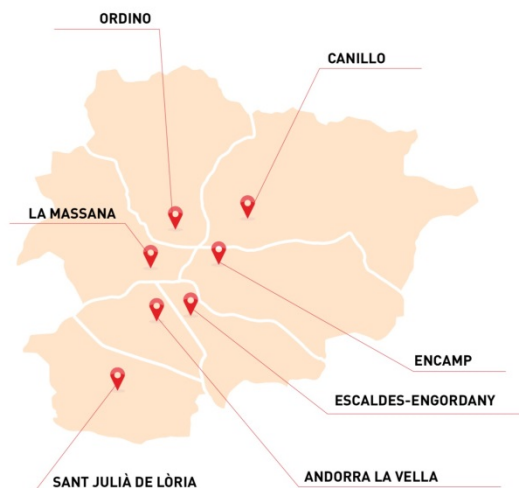 ORDINO
CANILLO
LA MASSANA
ENCAMP
ESCALDES-ENGORDANY
ANDORRA LA VELLA
SANT JULIÀ DE LÒRIA